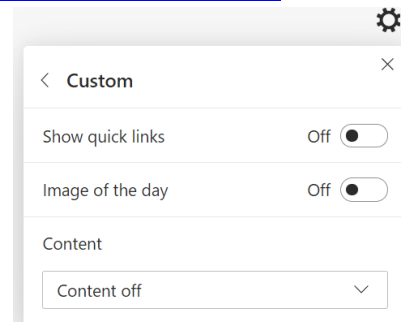 Custom
Show quick links Off
Image of the day Off
Content
Content off